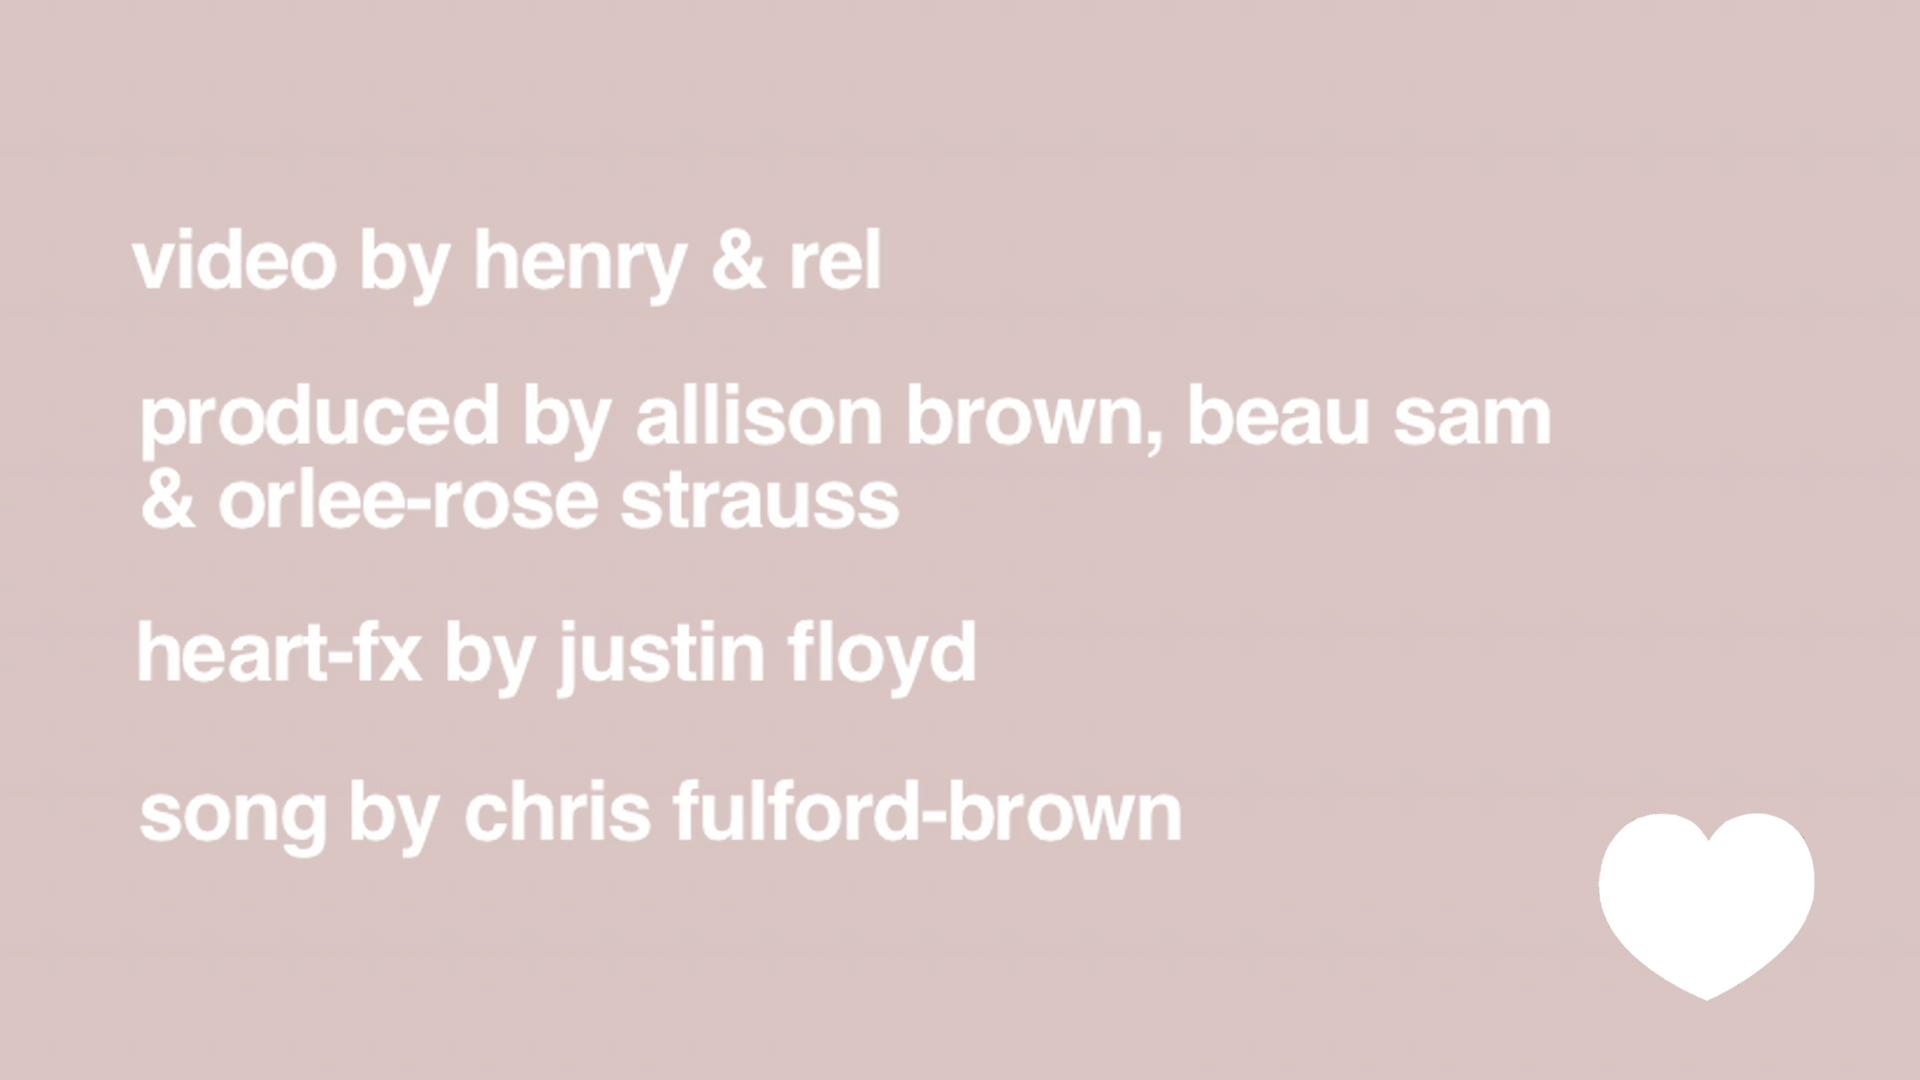 video by henry & rel
produced by allison brown, beau sam
& orlee-rose strauss
heart-fx by justin floyd
song by chris fulford-brown